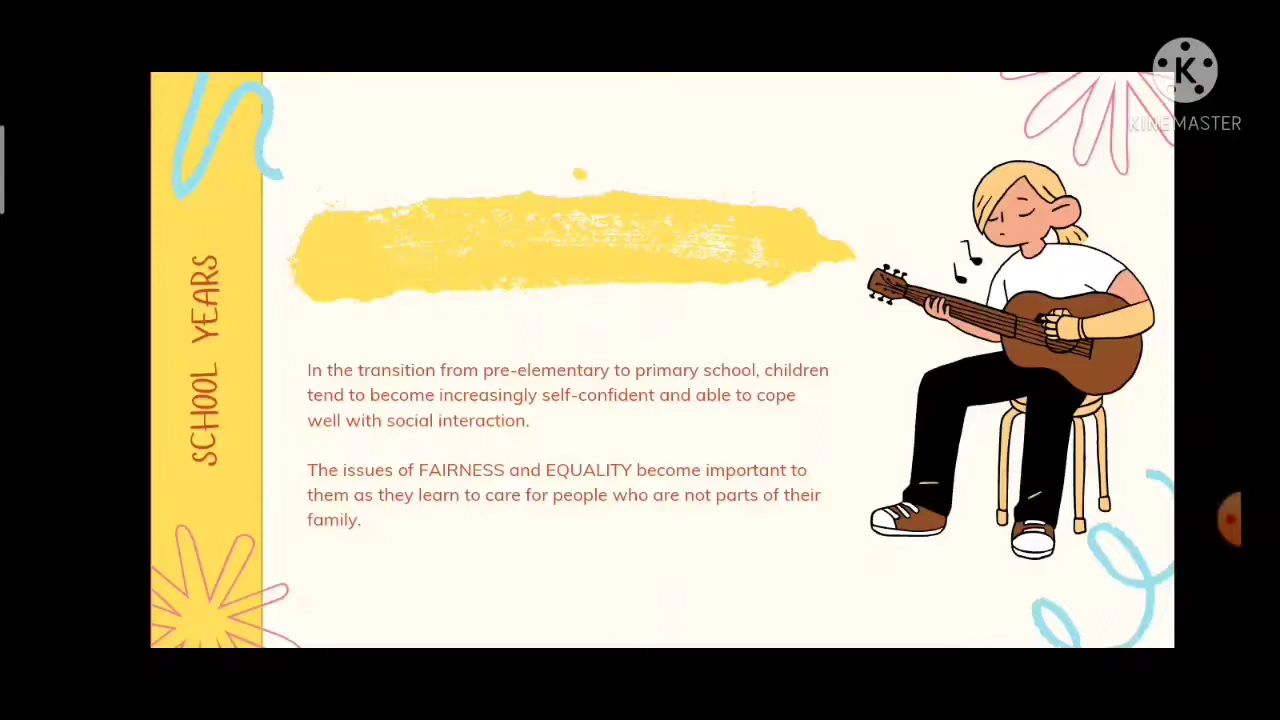 SCHOOL YEARS
In the transition from pre-elementary to primary school, children
tend to become increasingly self-confident and able to cope
well with social interaction.
The issues of FAIRNESS and EQUALITY become important to
them as they learn to care for people who are not parts of their
family.
K
KINEMASTER